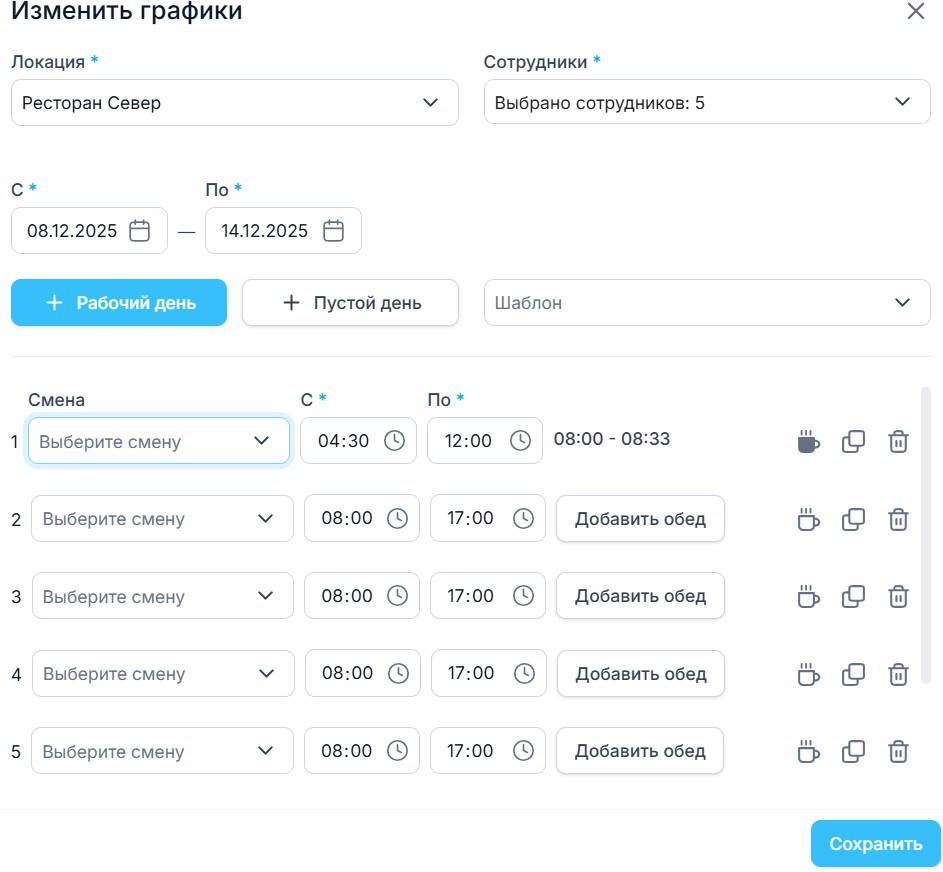 Изменить графики
Локация * Сотрудники *
Ресторан Север Выбрано сотрудников: 5
С * По *
08.12.2025 — 14.12.2025
+ Рабочий день + Пустой день Шаблон
Смена С * По *
1 Выберите смену 04:30 12:00 08:00 - 08:33
2 Выберите смену 08:00 17:00 Добавить обед
3 Выберите смену 08:00 17:00 Добавить обед
4 Выберите смену 08:00 17:00 Добавить обед
5 Выберите смену 08:00 17:00 Добавить обед
Сохранить